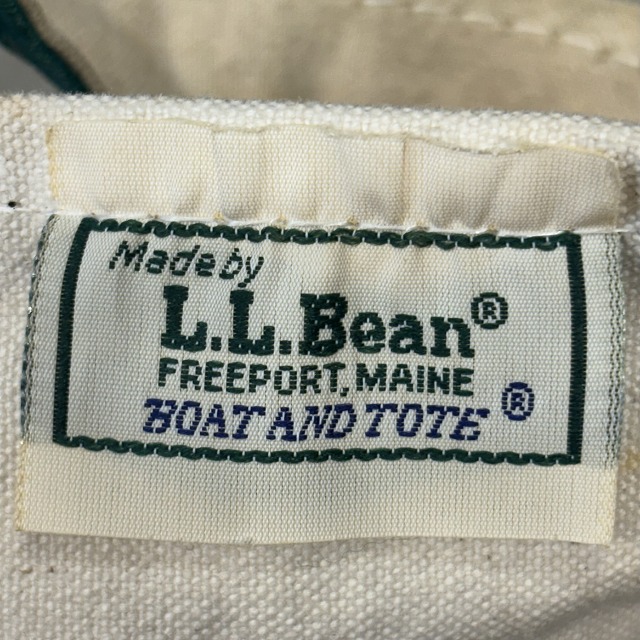 Made by
L.L.Bean®
FREEPORT, MAINE
BOAT AND TOTE ®